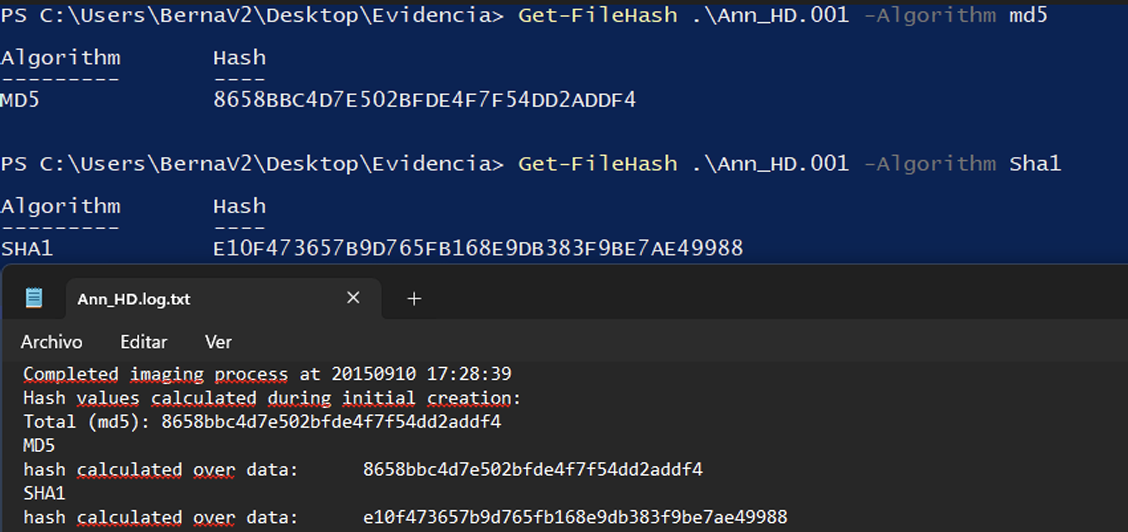 PS C:\Users\BernaV2\Desktop\Evidencia> Get-FileHash .\Ann_HD.001 -Algorithm md5
Algorithm Hash
--------- ----
MD5 8658BBC4D7E502BFDE4F7F54DD2ADDF4
PS C:\Users\BernaV2\Desktop\Evidencia> Get-FileHash .\Ann_HD.001 -Algorithm Sha1
Algorithm Hash
--------- ----
SHA1 E10F473657B9D765FB168E9DB383F9BE7AE49988
Ann_HD.log.txt
Archivo Editar Ver
Completed imaging process at 20150910 17:28:39
Hash values calculated during initial creation:
Total (md5): 8658bbc4d7e502bfde4f7f54dd2addf4
MD5
hash calculated over data: 8658bbc4d7e502bfde4f7f54dd2addf4
SHA1
hash calculated over data: e10f473657b9d765fb168e9db383f9be7ae49988